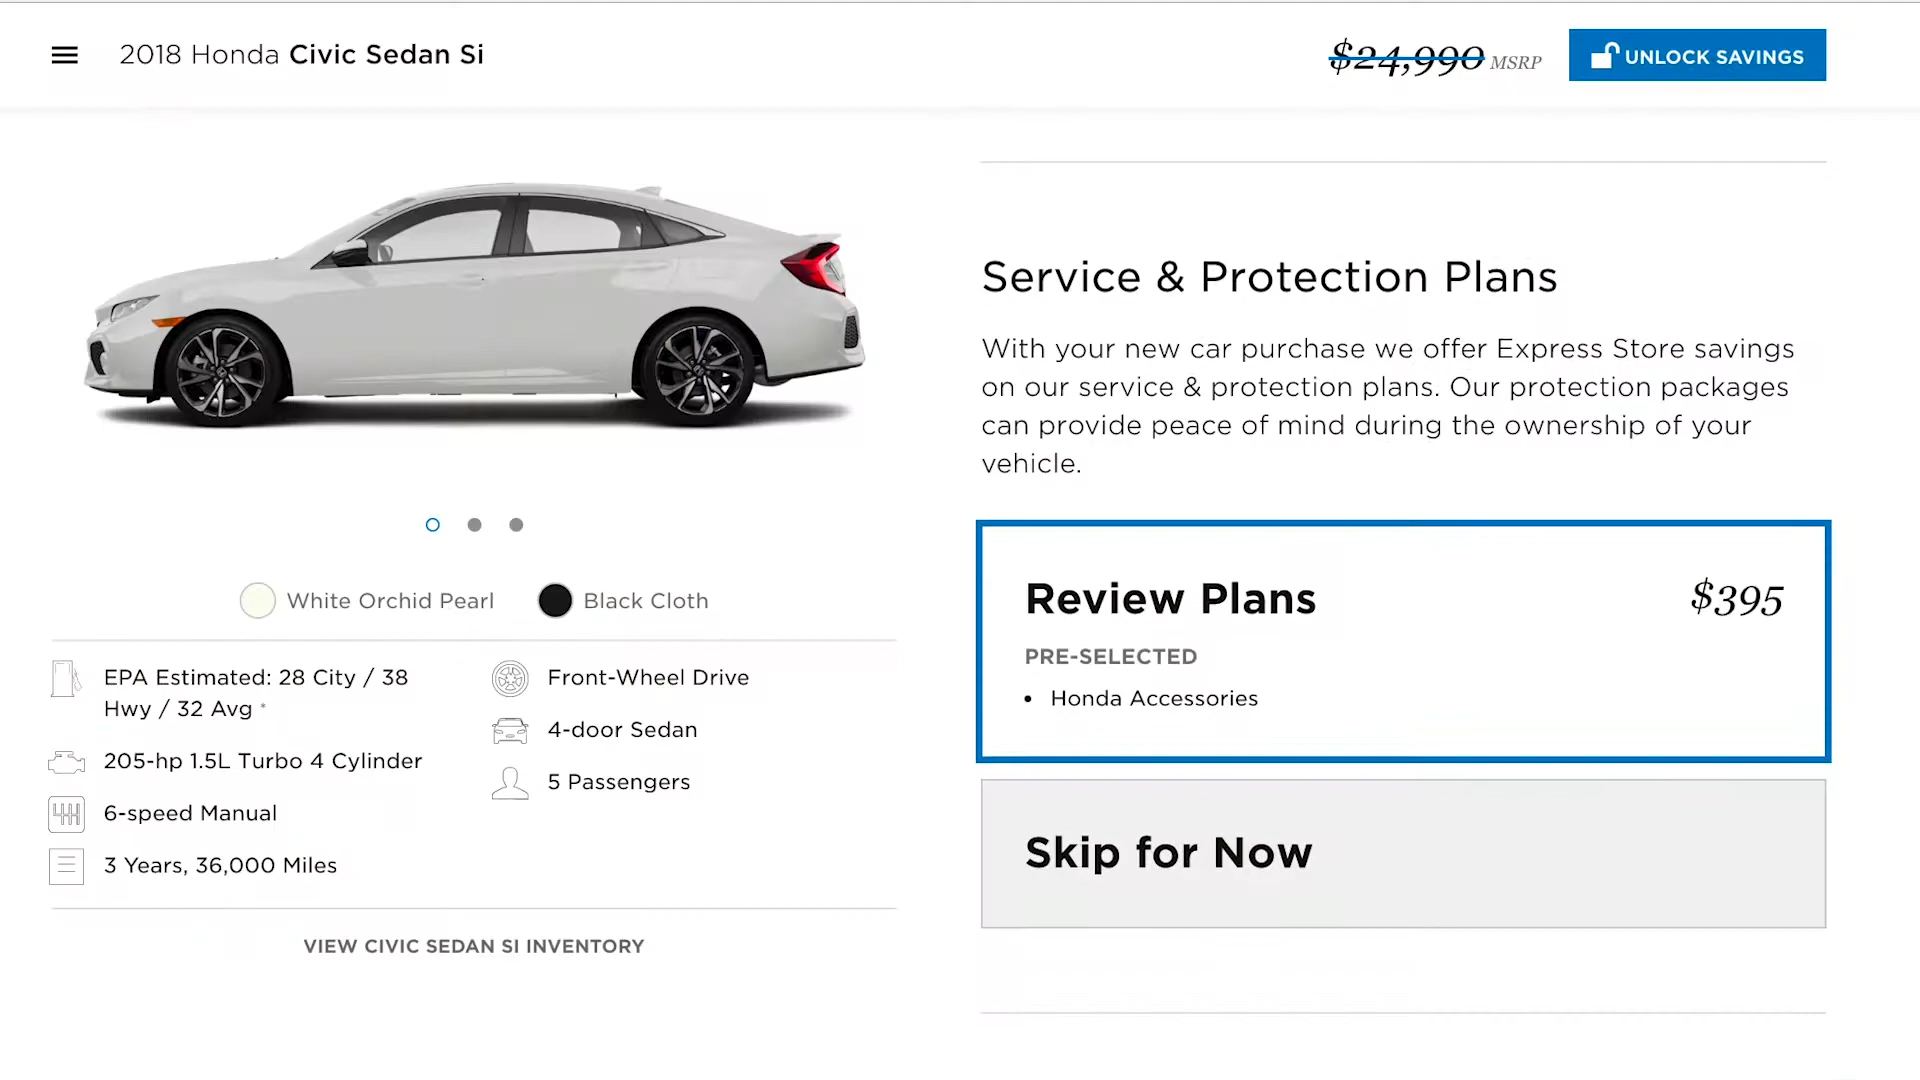 2018 Honda Civic Sedan Si
$24,990 MSRP
UNLOCK SAVINGS
White Orchid Pearl
Black Cloth
EPA Estimated: 28 City / 38
Hwy / 32 Avg *
205-hp 1.5L Turbo 4 Cylinder
6-speed Manual
3 Years, 36,000 Miles
Front-Wheel Drive
4-door Sedan
5 Passengers
VIEW CIVIC SEDAN SI INVENTORY
Service & Protection Plans
With your new car purchase we offer Express Store savings
on our service & protection plans. Our protection packages
can provide peace of mind during the ownership of your
vehicle.
Review Plans
$395
PRE-SELECTED
• Honda Accessories
Skip for Now